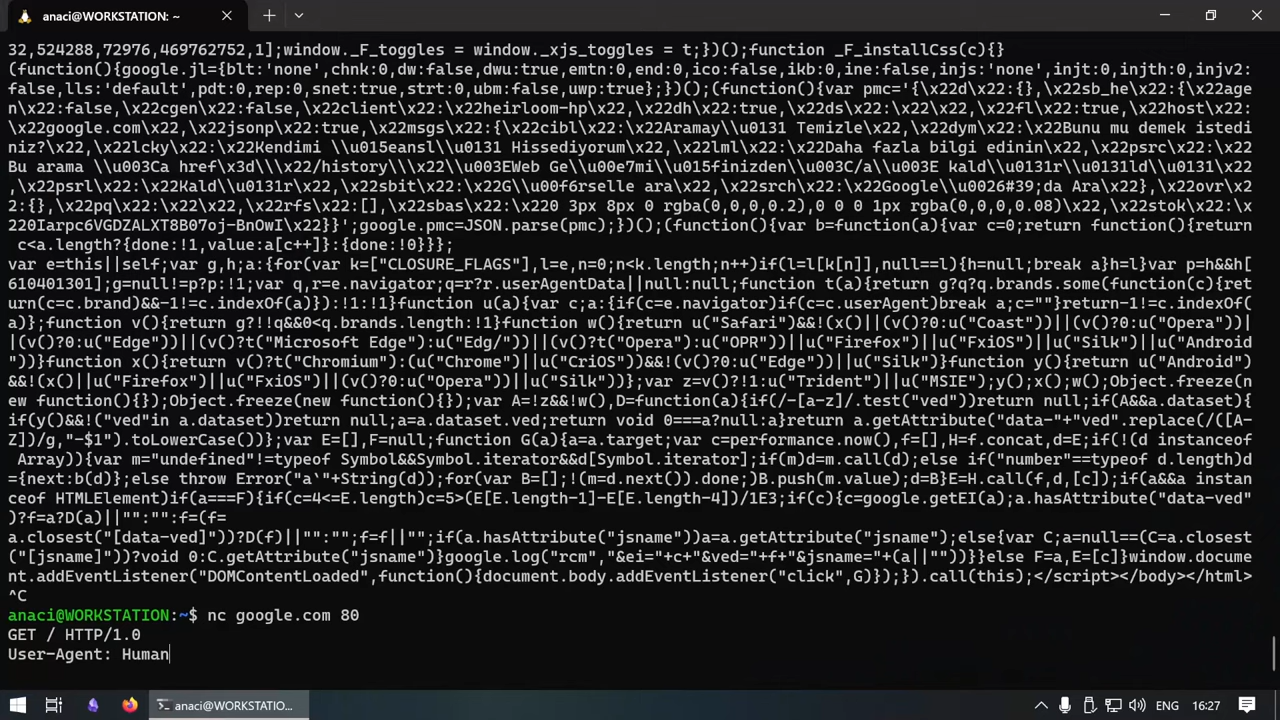 anaci@WORKSTATION: ~
32,524288,72976,469762752,1];window._F_toggles = window._xjs_toggles = t;})();function _F_installCss(c){}
(function(){google.jl={blt:'none',chnk:0,dw:false,dwu:true,emtn:0,end:0,ico:false,ikb:0,ine:false,injs:'none',injt:0,injth:0,injv2:
false,lls:'default',pdt:0,rep:0,snet:true,strt:0,ubm:false,uwp:true};})();(function(){var pmc='{\x22d\x22:{},\x22sb_he\x22:{\x22age
n\x22:false,\x22cgen\x22:false,\x22client\x22:\x22heirloom-hp\x22,\x22dh\x22:true,\x22ds\x22:\x22\x22,\x22fl\x22:true,\x22host\x22:
\x22google.com\x22,\x22jsonp\x22:true,\x22msgs\x22:{\x22cibl\x22:\x22Aramay\\u0131 Temizle\x22,\x22dym\x22:\x22Bunu mu demek istedi
niz?\x22,\x22lcky\x22:\x22Kendimi \\u015eansl\\u0131 Hissediyorum\x22,\x22lml\x22:\x22Daha fazla bilgi edinin\x22,\x22psrc\x22:\x22
Bu arama \\u003Ca href\x3d\\\x22/history\\\x22\\u003EWeb Ge\\u00e7mi\\u015finizden\\u003C/a\\u003E kald\\u0131r\\u0131ld\\u0131\x22
,\x22psrl\x22:\x22Kald\\u0131r\x22,\x22sbit\x22:\x22G\\u00f6rselle ara\x22,\x22srch\x22:\x22Google\\u0026#39;da Ara\x22},\x22ovr\x2
2:{},\x22pq\x22:\x22\x22,\x22rfs\x22:[],\x22sbas\x22:\x220 3px 8px 0 rgba(0,0,0,0.2),0 0 0 1px rgba(0,0,0,0.08)\x22,\x22stok\x22:\x
220Iarpc6VGDZALXT8B07oj-BnOwI\x22}}';google.pmc=JSON.parse(pmc);})();(function(){var b=function(a){var c=0;return function(){return
c<a.length?{done:!1,value:a[c++]}:{done:!0}}};
var e=this||self;var g,h;a:{for(var k=["CLOSURE_FLAGS"],l=e,n=0;n<k.length;n++)if(l=l[k[n]],null==l){h=null;break a}h=l}var p=h&&h[
610401301];g=null!=p?p:!1;var q,r=e.navigator;q=r?r.userAgentData||null:null;function t(a){return g?q?q.brands.some(function(c){ret
urn(c=c.brand)&&-1!=c.indexOf(a)}):!1:!1}function u(a){var c;a:{if(c=e.navigator)if(c=c.userAgent)break a;c=""}return-1!=c.indexOf(
a)};function v(){return g?!!q&&0<q.brands.length:!1}function w(){return u("Safari")&&!(x()||(v()?0:u("Coast"))||(v()?0:u("Opera"))|
|(v()?0:u("Edge"))||(v()?t("Microsoft Edge"):u("Edg/"))||(v()?t("Opera"):u("OPR"))||u("Firefox")||u("FxiOS")||u("Silk")||u("Android
"))}function x(){return v()?t("Chromium"):(u("Chrome")||u("CriOS"))&&!(v()?0:u("Edge"))||u("Silk")}function y(){return u("Android")
&&!(x()||u("Firefox")||u("FxiOS")||(v()?0:u("Opera"))||u("Silk"))};var z=v()?!1:u("Trident")||u("MSIE");y();x();w();Object.freeze(n
ew function(){});Object.freeze(new function(){});var A=!z&&!w(),D=function(a){if(/-[a-z]/.test("ved"))return null;if(A&&a.dataset){
if(y()&&!("ved"in a.dataset))return null;a=a.dataset.ved;return void 0===a?null:a}return a.getAttribute("data-"+"ved".replace(/([A-
Z])/g,"-$1").toLowerCase())};var E=[],F=null;function G(a){a=a.target;var c=performance.now(),f=[],H=f.concat,d=E;if(!(d instanceof
Array)){var m="undefined"!=typeof Symbol&&Symbol.iterator&&d[Symbol.iterator];if(m)d=m.call(d);else if("number"==typeof d.length)d
={next:b(d)};else throw Error("a`"+String(d));for(var B=[];!(m=d.next()).done;)B.push(m.value);d=B}E=H.call(f,d,[c]);if(a&&a instan
ceof HTMLElement)if(a===F){if(c=4<=E.length)c=5>(E[E.length-1]-E[E.length-4])/1E3;if(c){c=google.getEI(a);a.hasAttribute("data-ved"
)?f=a?D(a)||"":"":f=(f=
a.closest("[data-ved]"))?D(f)||"":"";f=f||"";if(a.hasAttribute("jsname"))a=a.getAttribute("jsname");else{var C;a=null==(C=a.closest
("[jsname]"))?void 0:C.getAttribute("jsname")}google.log("rcm","&ei="+c+"&ved="+f+"&jsname="+(a||""))}}else F=a,E=[c]}window.docume
nt.addEventListener("DOMContentLoaded",function(){document.body.addEventListener("click",G)});}).call(this);</script></body></html>
^C
anaci@WORKSTATION:~$ nc google.com 80
GET / HTTP/1.0
User-Agent: Human
anaci@WORKSTATIO...
ENG
16:27